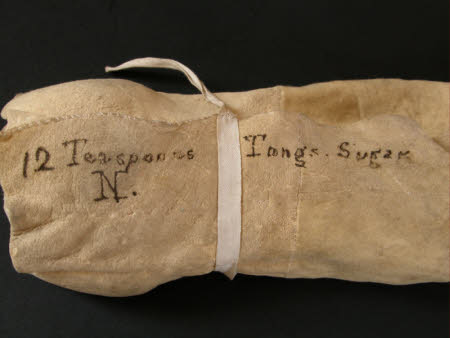 12 Teaspoons Tongs. Sugar
N.